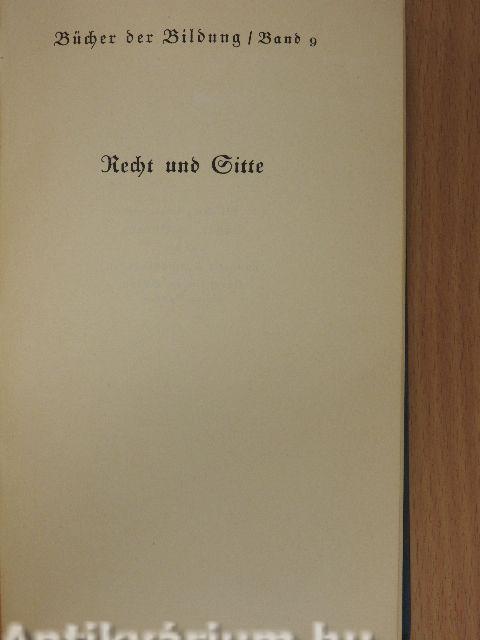 Bücher der Bildung / Band 9
Recht und Sitte
Antikvárium.hu